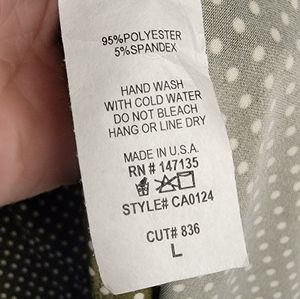 95%POLYESTER
5%SPANDEX
HAND WASH
WITH COLD WATER
DO NOT BLEACH
HANG OR LINE DRY
MADE IN U.S.A.
RN # 147135
STYLE# CA0124
CUT# 836
L